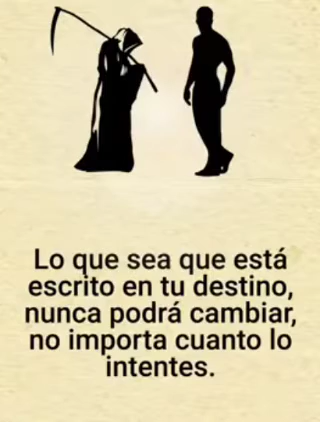 Lo que sea que está
escrito en tu destino,
nunca podrá cambiar,
no importa cuanto lo
intentes.